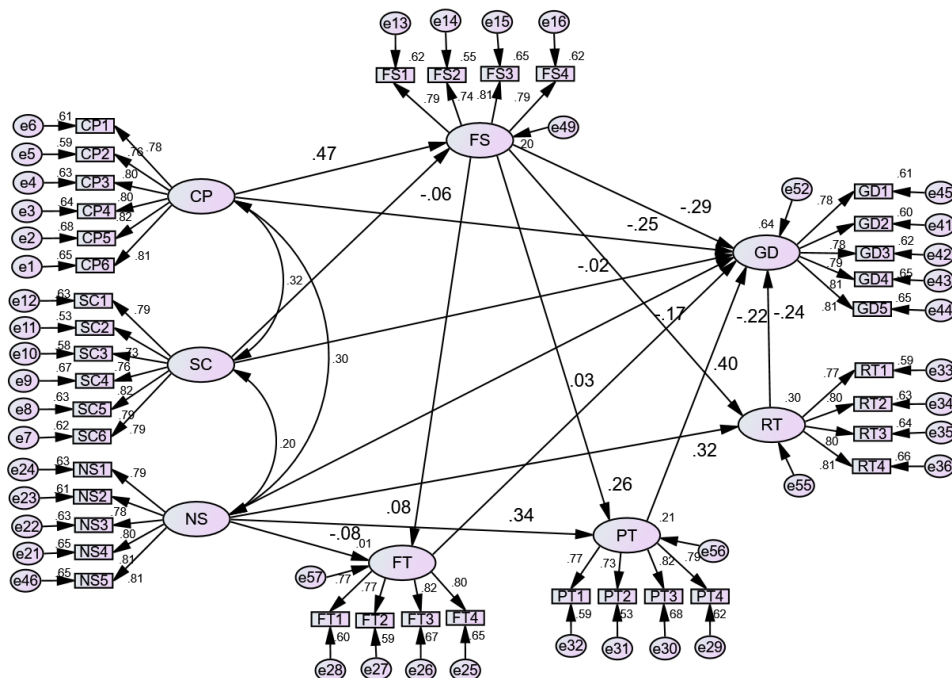 e13 e14 e15 e16
.62 .55 .65 .62
FS1 FS2 FS3 FS4
.79 .74 .81 .79
FS e49
.20
e6 .61 CP1
e5 .59 CP2 .76 .78
e4 .63 CP3 .80
e3 .64 CP4 .80
e2 .68 CP5 .82
e1 .65 CP6 .81
CP
.47
-.06
-.29
-.25
-.02
e52
.64 GD
.78 GD1 .61 e45
GD2 .60 e41
.78 GD3 .62 e42
.79 GD4 .65 e43
.81 .81 GD5 .65 e44
e12 .63 SC1 .79
e11 .53 SC2
e10 .58 SC3 .73
e9 .67 SC4 .76
e8 .63 SC5 .82
e7 .62 SC6 .79 .79
SC
.32
.30
.20
-.17
-.22 -.24
.40
.03
.30
RT
e55
.77 RT1 .59 e33
.80 RT2 .63 e34
RT3 .64 e35
.80
.81 RT4 .66 e36
.32
e24 .63 NS1 .79
e23 .61 NS2
e22 .63 NS3 .78
e21 .65 NS4 .80
e46 .65 NS5 .81 .81
NS
.08 .34 .26
-.08 .01
FT
e57
.77 .77 .82 .80
FT1 FT2 FT3 FT4
.60 .59 .67 .65
e28 e27 e26 e25
PT .21
e56
.77 .73 .82 .79
PT1 PT2 PT3 PT4
.59 .53 .68 .62
e32 e31 e30 e29